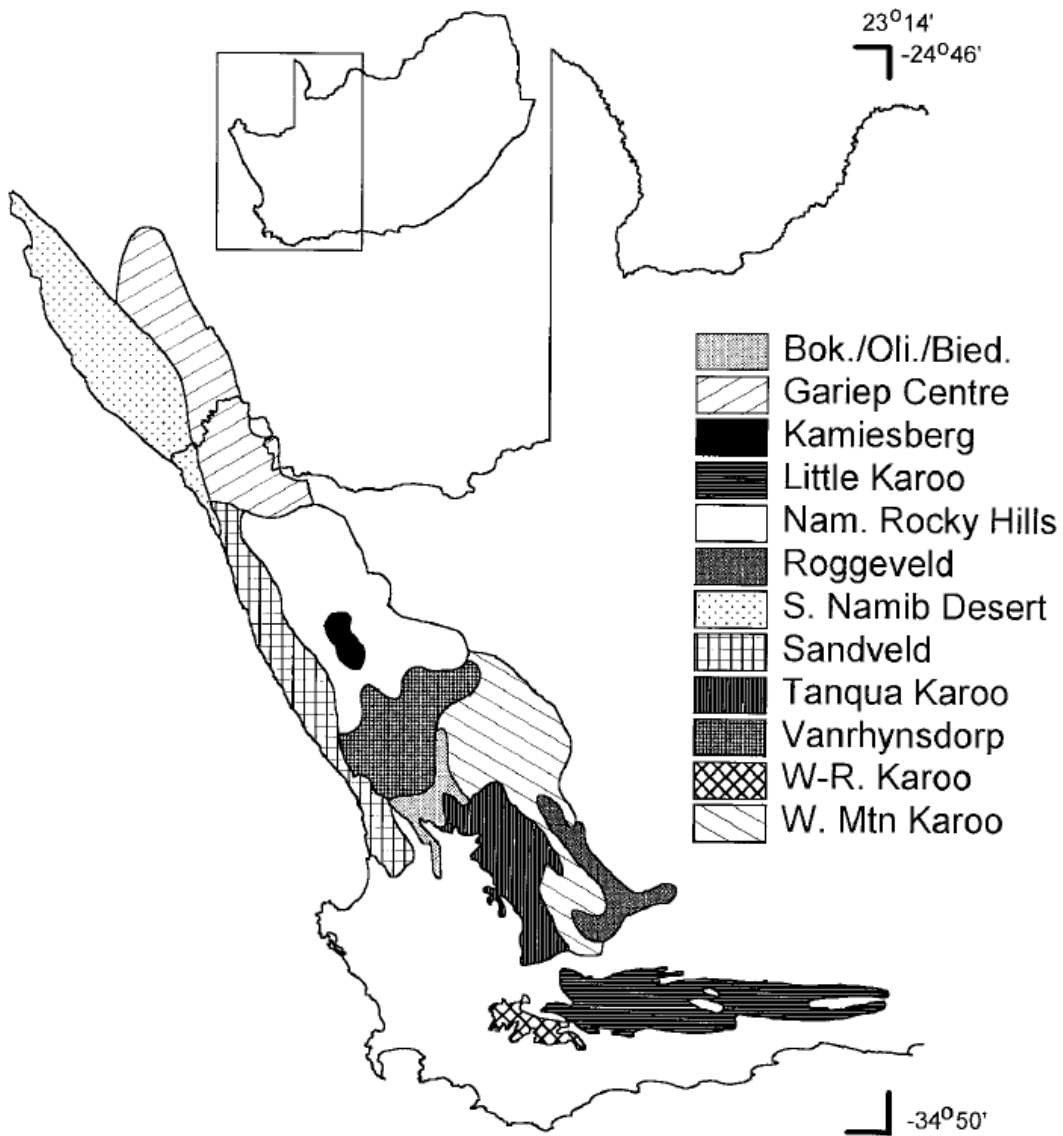 23°14'
-24°46'
Bok./Oli./Bied.
Gariep Centre
Kamiesberg
Little Karoo
Nam. Rocky Hills
Roggeveld
S. Namib Desert
Sandveld
Tanqua Karoo
Vanrhynsdorp
W-R. Karoo
W. Mtn Karoo
-34°50'